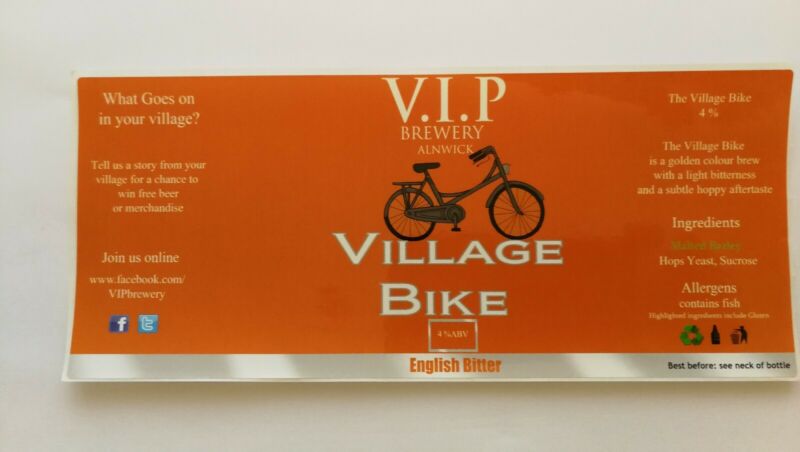 What Goes on
in your village?
Tell us a story from your
village for a chance to
win free beer
or merchandise
Join us online
www.facebook.com/
VIPbrewery
f t
V.I.P
BREWERY
ALNWICK
VILLAGE
BIKE
4 %ABV
English Bitter
The Village Bike
4 %
The Village Bike
is a golden colour brew
with a light bitterness
and a subtle hoppy aftertaste
Ingredients
Malted Barley
Hops Yeast, Sucrose
Allergens
contains fish
Highlighted ingredients include Gluten
Best before: see neck of bottle